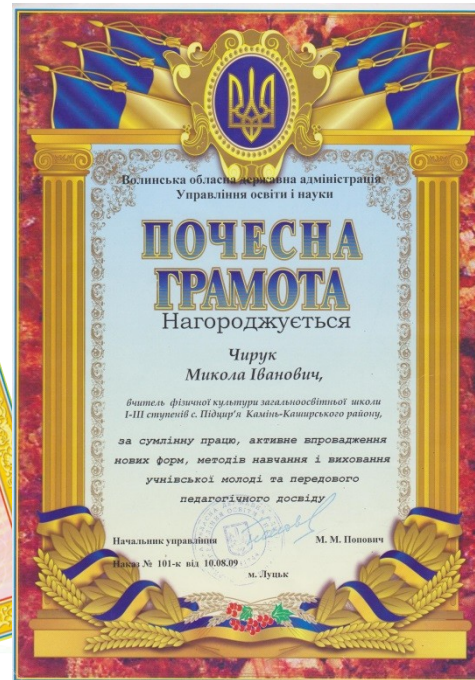 Волинська обласна державна адміністрація
Управління освіти і науки
ПОЧЕСНА
ГРАМОТА
Нагороджується
Чирук
Микола Іванович,
вчитель фізичної культури загальноосвітньої школи
І-ІІІ ступенів с. Підцир'я Камінь-Каширського району,
за сумлінну працю, активне впровадження
нових форм, методів навчання і виховання
учнівської молоді та передового
педагогічного досвіду
Начальник управління М. М. Попович
Наказ № 101-к від 10.08.09
м. Луцьк